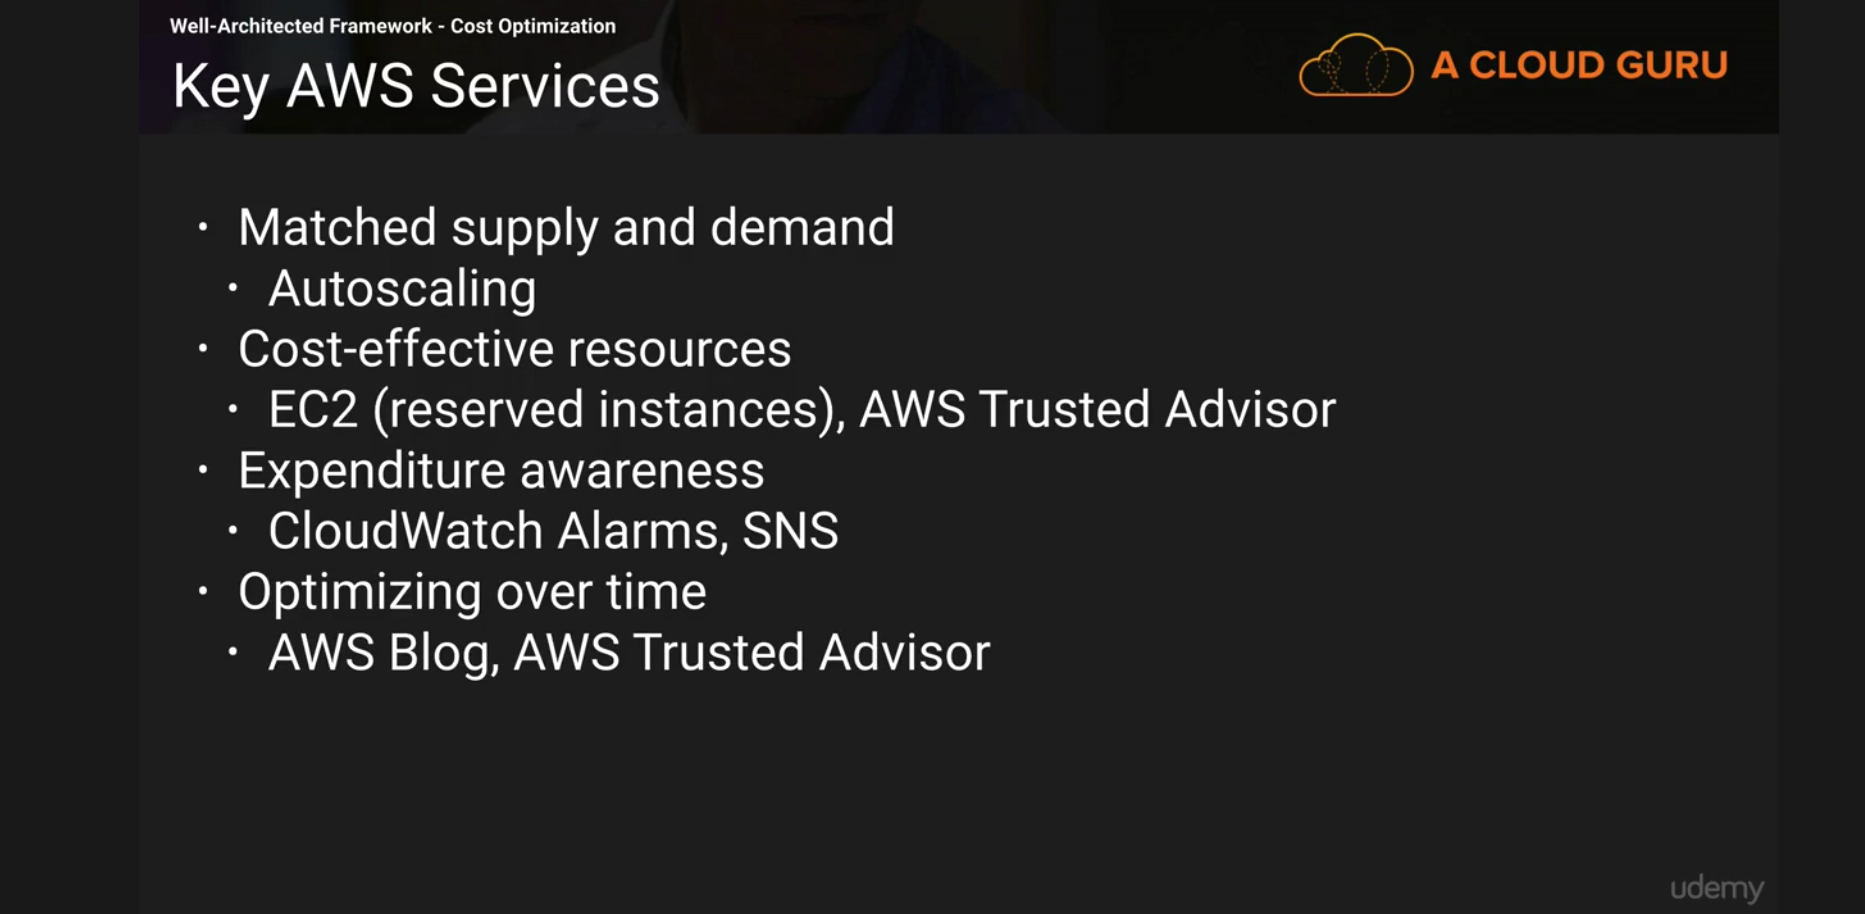 Well-Architected Framework - Cost Optimization
Key AWS Services
A CLOUD GURU
• Matched supply and demand
• Autoscaling
• Cost-effective resources
• EC2 (reserved instances), AWS Trusted Advisor
• Expenditure awareness
• CloudWatch Alarms, SNS
• Optimizing over time
• AWS Blog, AWS Trusted Advisor
udemy